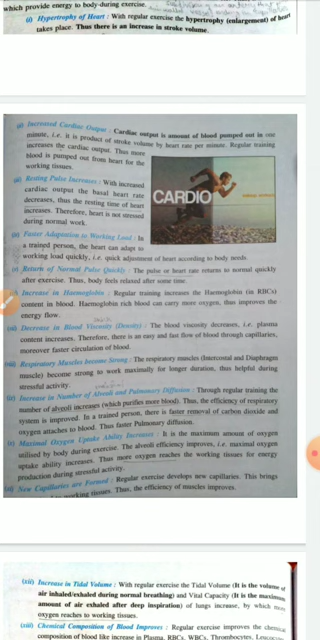 which provide energy to body during exercise.
(i) Hypertrophy of Heart : With regular exercise the hypertrophy (enlargement) of heart
takes place. Thus there is an increase in stroke volume.
Increased Cardiac Output : Cardiac output is amount of blood pumped out in one
minute, i.e. it is product of stroke volume by heart rate per minute. Regular training
increases the cardiac output. Thus more
blood is pumped out from heart for the
working tissues.
Resting Pulse Increases : With increased
cardiac output the basal heart rate
decreases, thus the resting time of heart
increases. Therefore, heart is not stressed
during normal work.
CARDIO
Faster Adaptation to Working Load : In
a trained person, the heart can adapt to
working load quickly, i.e. quick adjustment of heart according to body needs.
Return of Normal Pulse Quickly : The pulse or heart rate returns to normal quickly
after exercise. Thus, body feels relaxed after some time.
Increase in Haemoglobin : Regular training increases the Haemoglobin (in RBCs)
content in blood. Haemoglobin rich blood can carry more oxygen, thus improves the
energy flow.
Decrease in Blood Viscosity (Density) : The blood viscosity decreases, i.e. plasma
content increases. Therefore, there is an easy and fast flow of blood through capillaries,
moreover faster circulation of blood.
Respiratory Muscles become Strong : The respiratory muscles (Intercostal and Diaphragm
muscle) become strong to work maximally for longer duration, thus helpful during
stressful activity.
Increase in Number of Alveoli and Pulmonary Diffusion : Through regular training the
number of alveoli increases (which purifies more blood). Thus, the efficiency of respiratory
system is improved. In a trained person, there is faster removal of carbon dioxide and
oxygen attaches to blood. Thus faster Pulmonary diffusion.
Maximal Oxygen Uptake Ability Increases : It is the maximum amount of oxygen
utilised by body during exercise. The alveoli efficiency improves, i.e. maximal oxygen
uptake ability increases. Thus more oxygen reaches the working tissues for energy
production during stressful activity.
New Capillaries are Formed : Regular exercise develops new capillaries. This brings
working tissues. Thus, the efficiency of muscles improves.
(xii) Increase in Tidal Volume : With regular exercise the Tidal Volume (It is the volume of
air inhaled/exhaled during normal breathing) and Vital Capacity (It is the maximum
amount of air exhaled after deep inspiration) of lungs increase, by which more
oxygen reaches to working tissues.
(xiii) Chemical Composition of Blood Improves : Regular exercise improves the chemical
composition of blood like increase in Plasma, RBCs, WBCs, Thrombocytes,